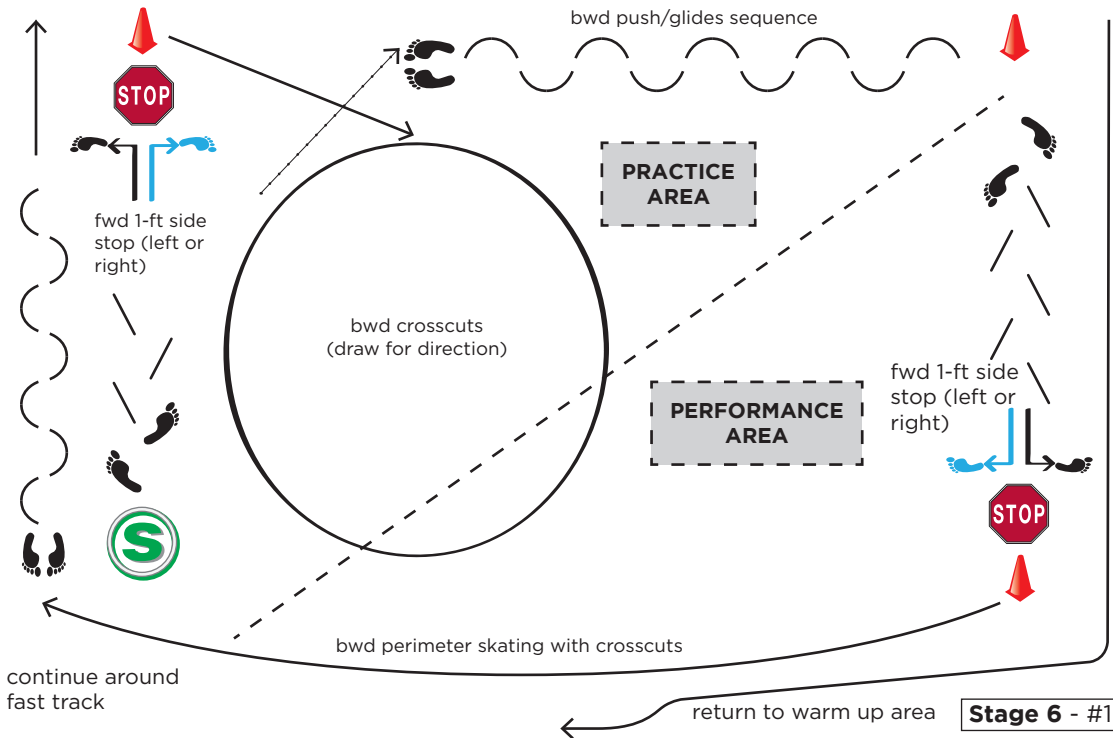 bwd push/glides sequence
STOP
fwd 1-ft side
stop (left or
right)
PRACTICE
AREA
bwd crosscuts
(draw for direction)
PERFORMANCE
AREA
fwd 1-ft side
stop (left or
right)
STOP
S
bwd perimeter skating with crosscuts
continue around
fast track
return to warm up area
Stage 6 - #1